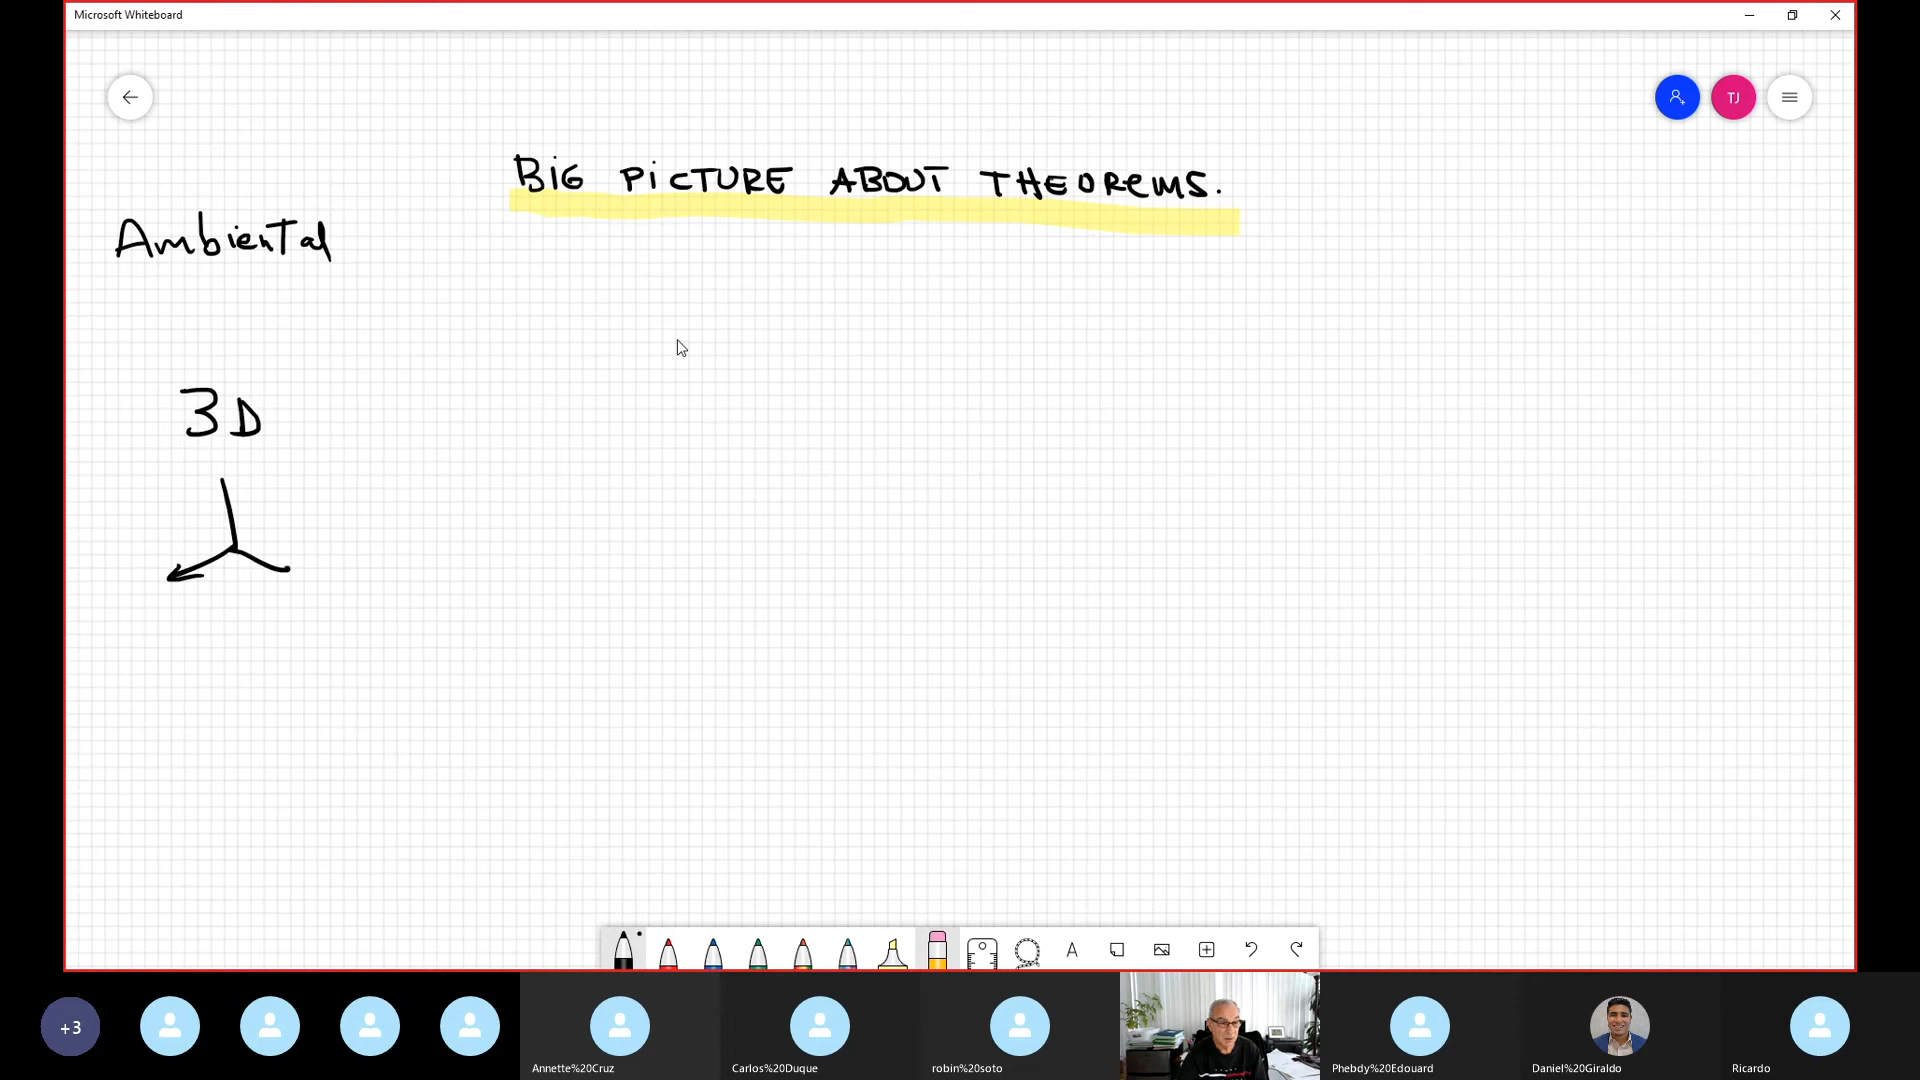 Microsoft Whiteboard
TJ
BiG PiCTURE ABOUT THEOReMS.
AmbienTal
3D
A
+3
Annette%20Cruz
Carlos%20Duque
robin%20soto
Phebdy%20Edouard
Daniel%20Giraldo
Ricardo